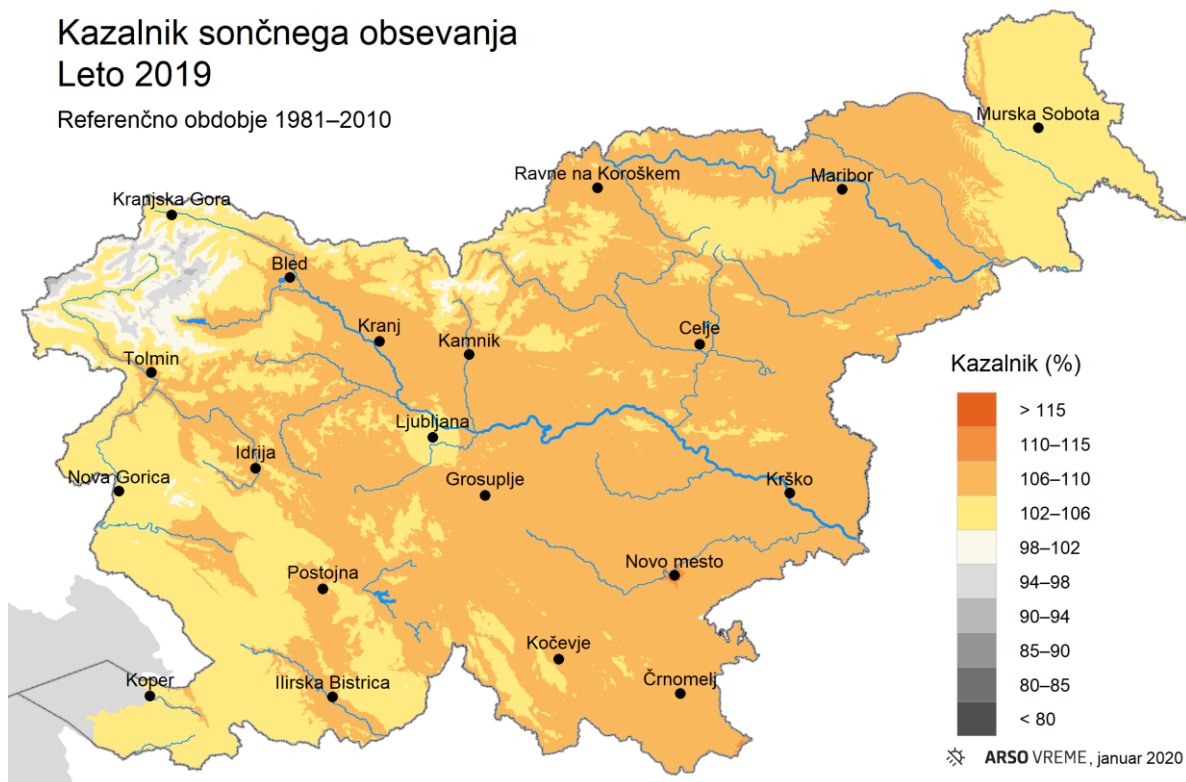 Kazalnik sončnega obsevanja
Leto 2019
Referenčno obdobje 1981–2010
Murska Sobota
Ravne na Koroškem
Maribor
Kranjska Gora
Bled
Kranj
Kamnik
Celje
Tolmin
Ljubljana
Idrija
Nova Gorica
Grosuplje
Krško
Postojna
Novo mesto
Kočevje
Koper
Ilirska Bistrica
Črnomelj
Kazalnik (%)
> 115
110–115
106–110
102–106
98–102
94–98
90–94
85–90
80–85
< 80
ARSO VREME, januar 2020